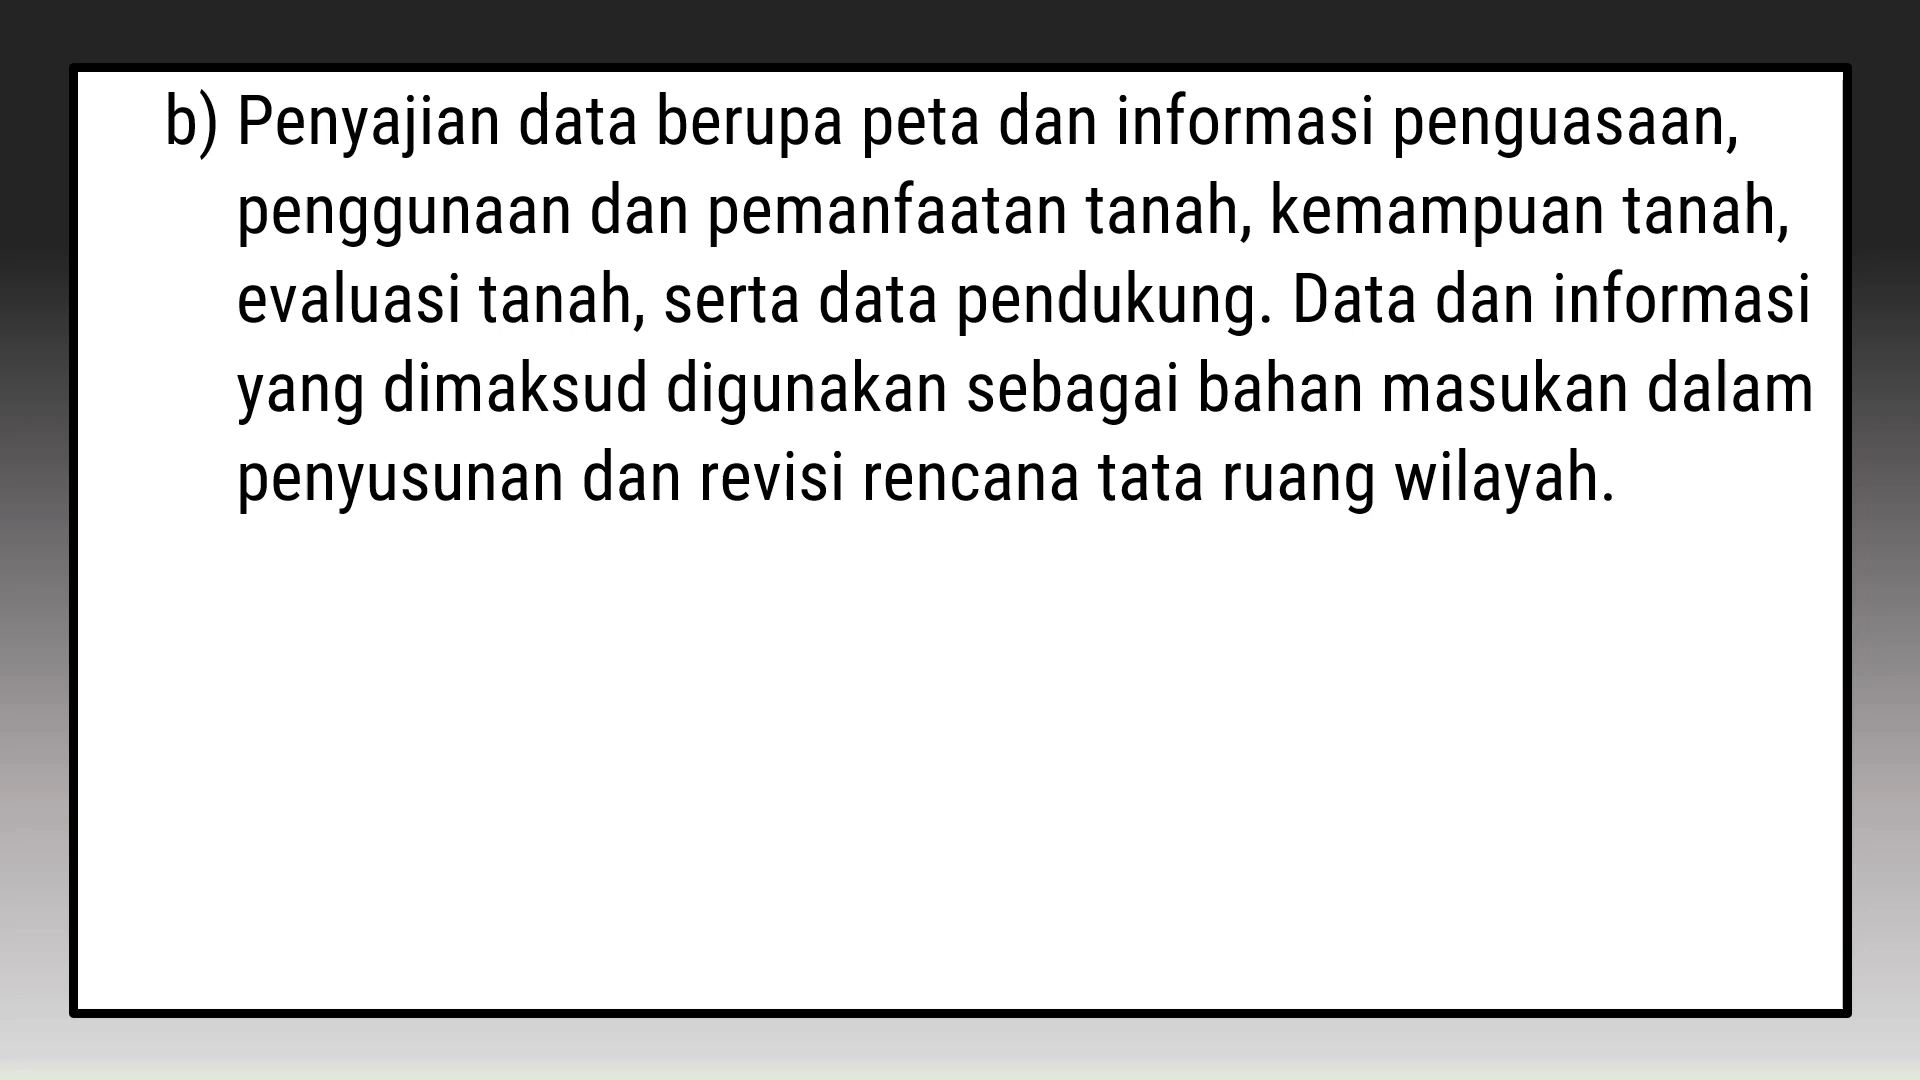 b) Penyajian data berupa peta dan informasi penguasaan,
penggunaan dan pemanfaatan tanah, kemampuan tanah,
evaluasi tanah, serta data pendukung. Data dan informasi
yang dimaksud digunakan sebagai bahan masukan dalam
penyusunan dan revisi rencana tata ruang wilayah.